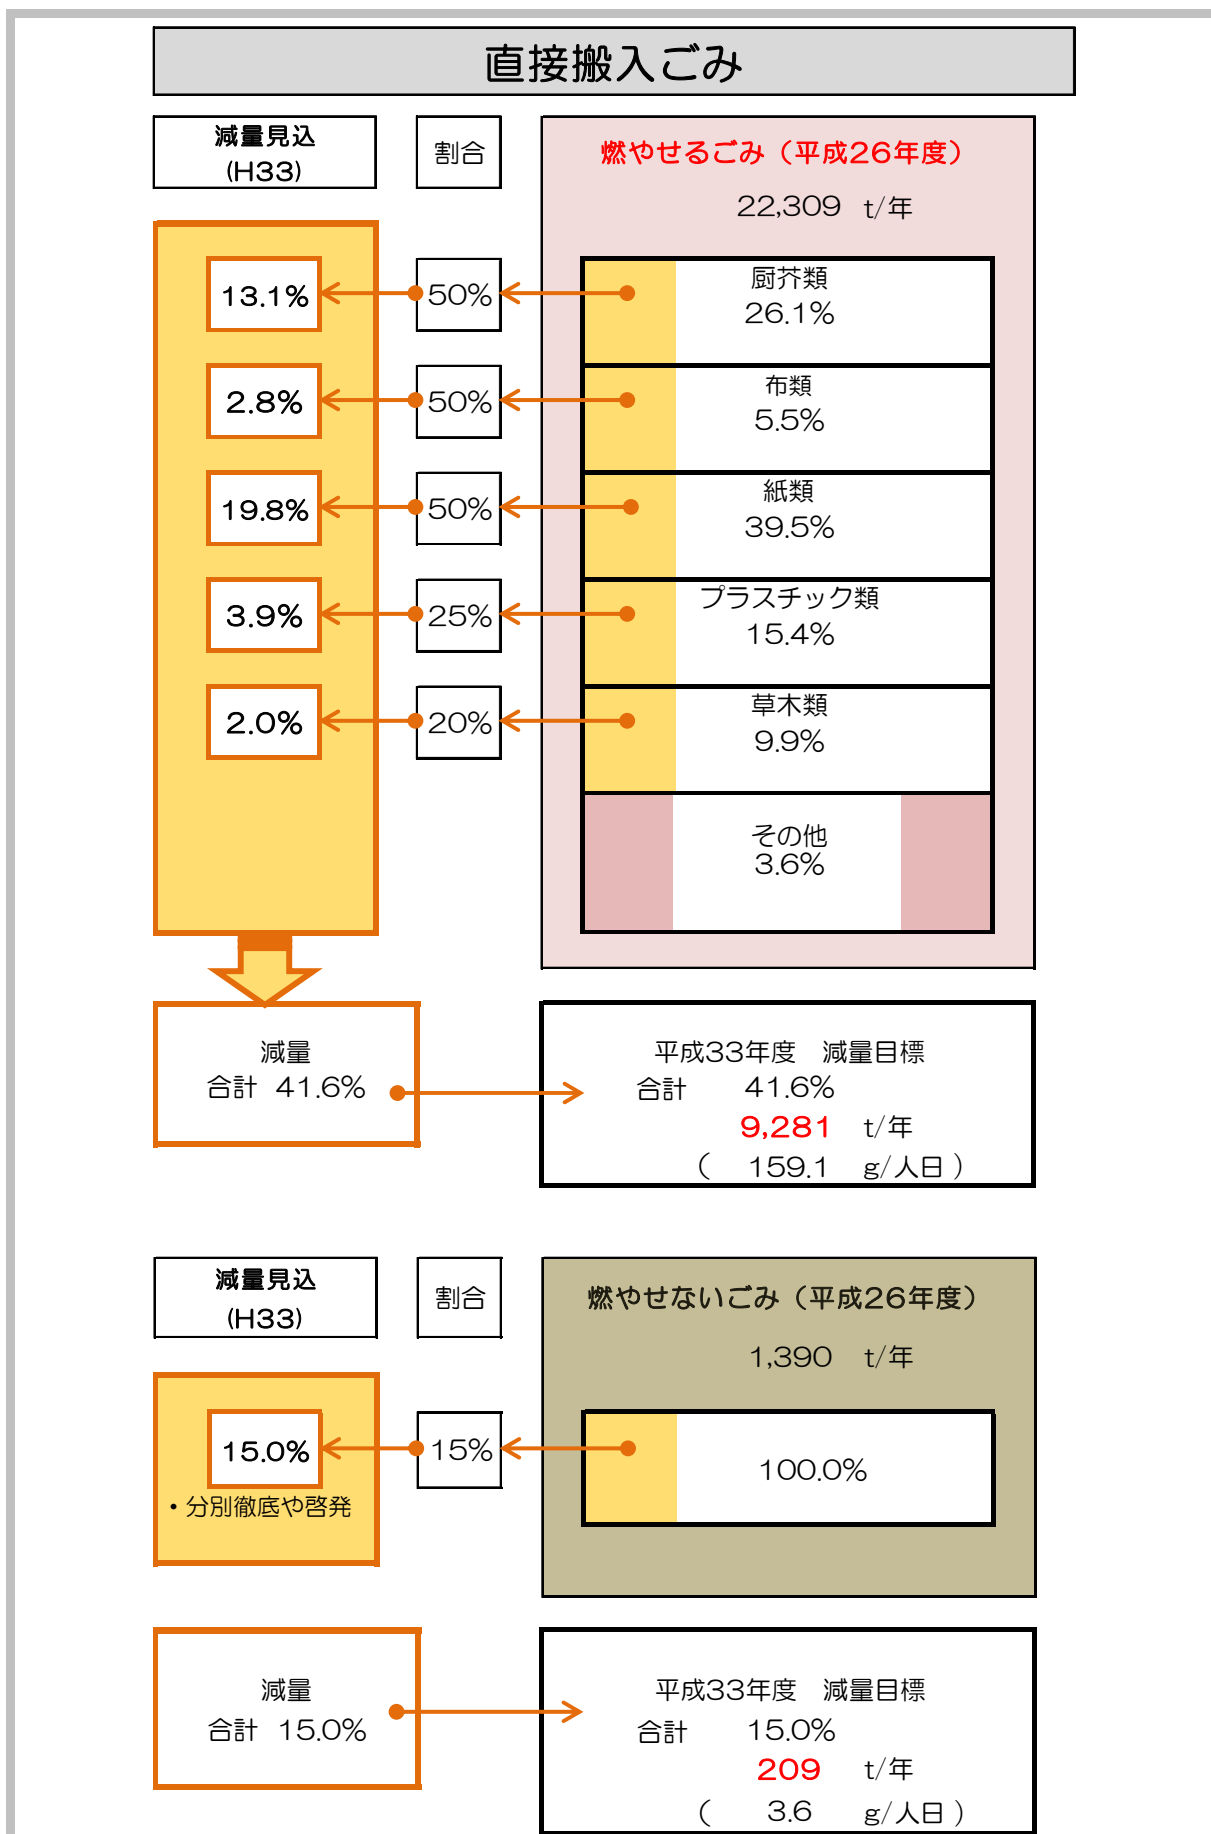 直接搬入ごみ
減量見込
(H33)
割合
燃やせるごみ（平成26年度）
22,309 t/年
13.1%
50%
厨芥類
26.1%
2.8%
50%
布類
5.5%
19.8%
50%
紙類
39.5%
3.9%
25%
プラスチック類
15.4%
2.0%
20%
草木類
9.9%
その他
3.6%
減量
合計 41.6%
平成33年度 減量目標
合計 41.6%
9,281 t/年
( 159.1 g/人日 )
減量見込
(H33)
割合
燃やせないごみ（平成26年度）
1,390 t/年
15.0%
・分別徹底や啓発
15%
100.0%
減量
合計 15.0%
平成33年度 減量目標
合計 15.0%
209 t/年
( 3.6 g/人日 )